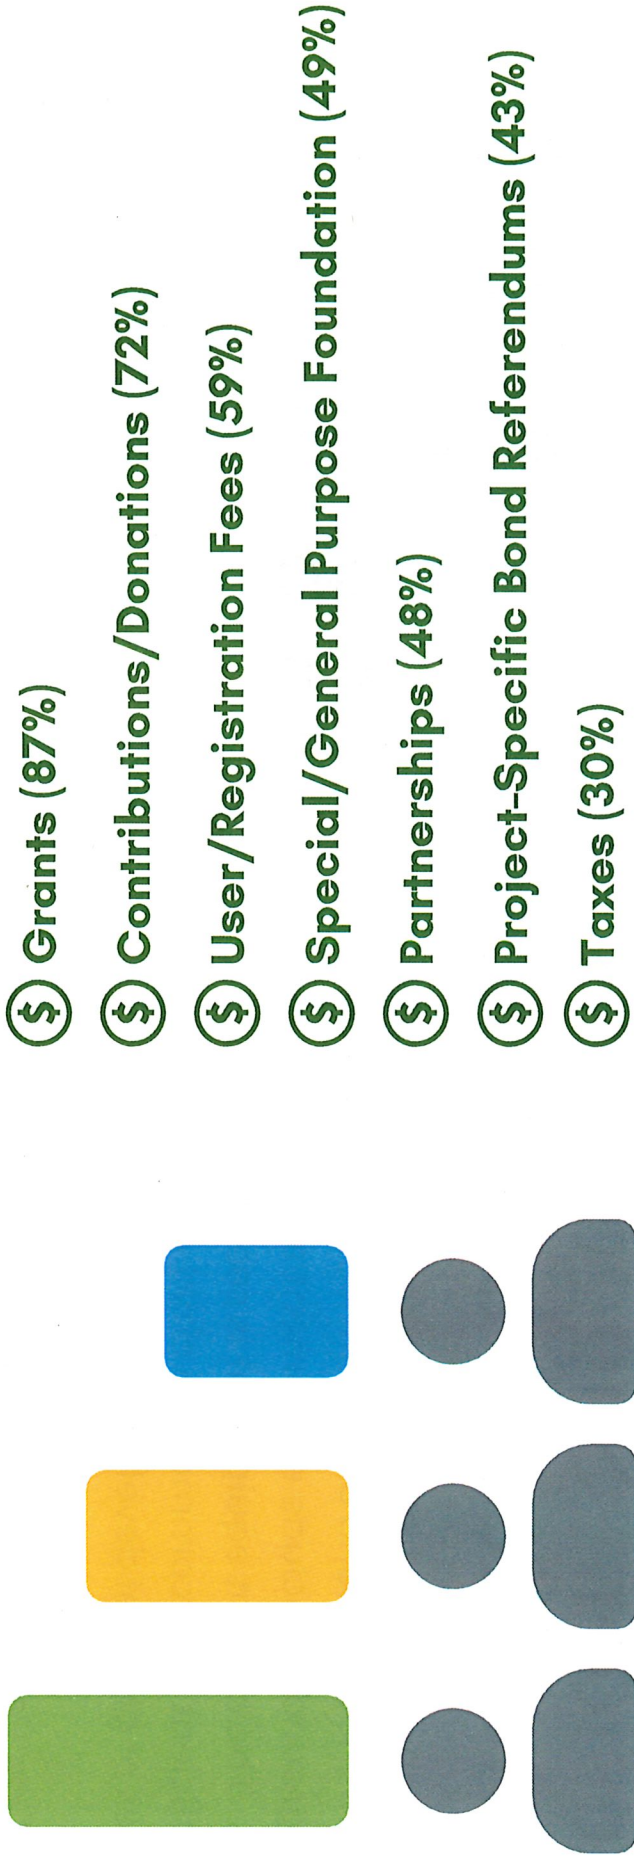 $ Grants (87%)
$ Contributions/Donations (72%)
$ User/Registration Fees (59%)
$ Special/General Purpose Foundation (49%)
$ Partnerships (48%)
$ Project-Specific Bond Referendums (43%)
$ Taxes (30%)